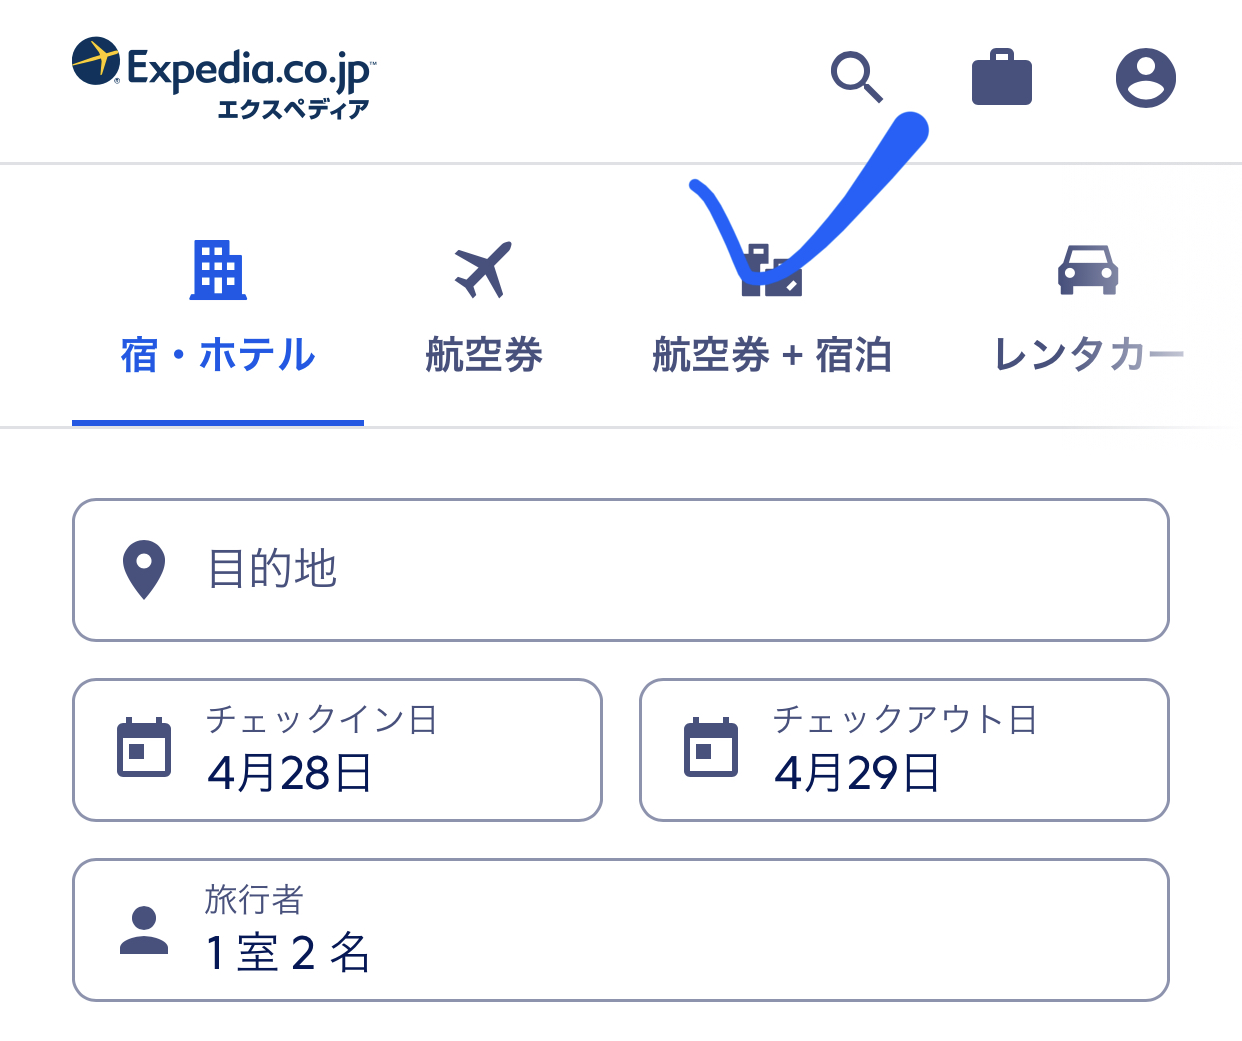 Expedia.co.jp™
エクスペディア
宿・ホテル
航空券
航空券 + 宿泊
レンタカー
目的地
チェックイン日
4月28日
チェックアウト日
4月29日
旅行者
1 室 2 名